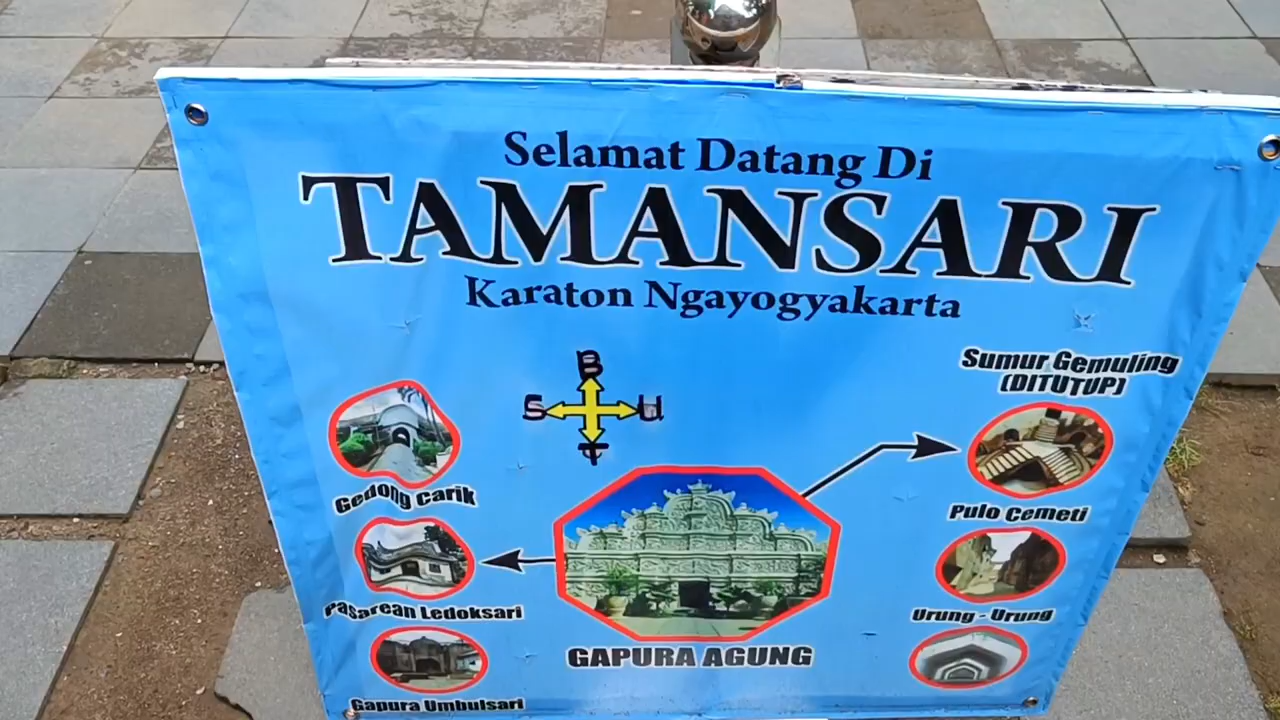 Selamat Datang Di
TAMANSARI
Karaton Ngayogyakarta
B
S U
T
Sumur Gemuling
(DITUTUP)
Gedong Carik
Pulo Cemeti
Pasarean Ledoksari
Urung - Urung
GAPURA AGUNG
Gapura Umbulsari